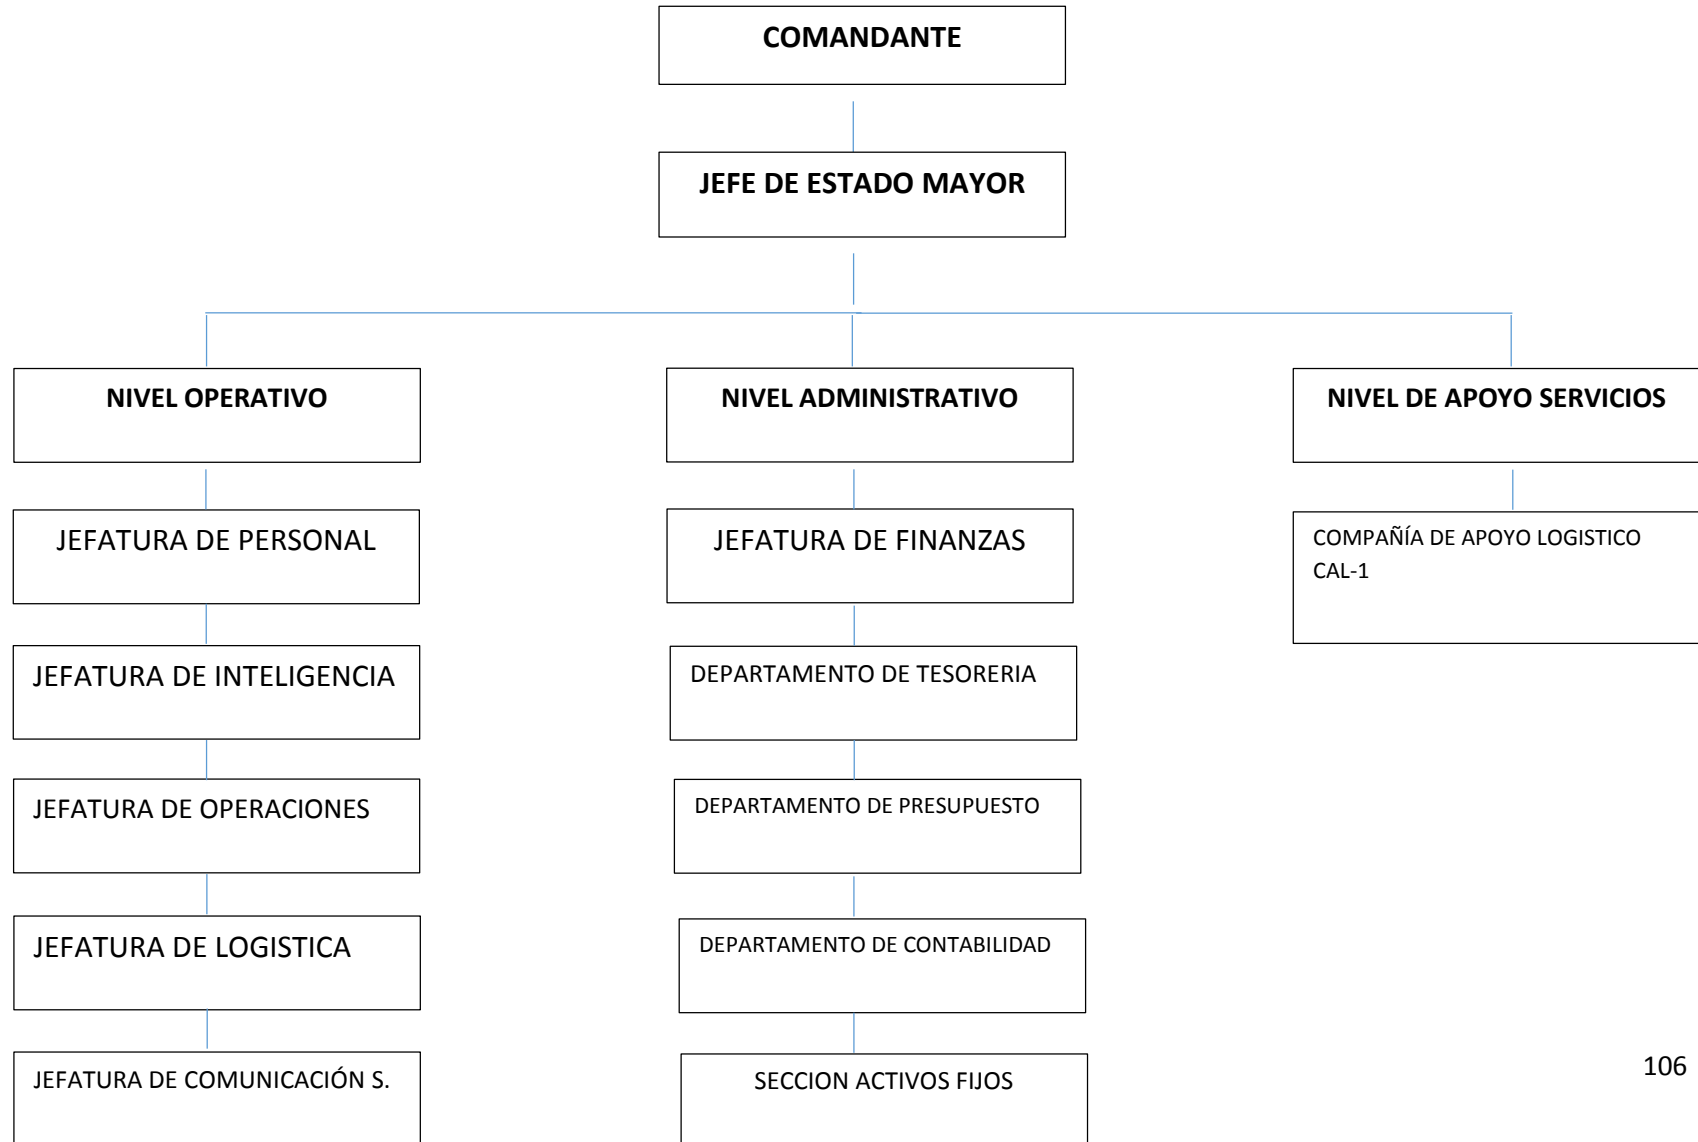 COMANDANTE
JEFE DE ESTADO MAYOR
NIVEL OPERATIVO
NIVEL ADMINISTRATIVO
NIVEL DE APOYO SERVICIOS
JEFATURA DE PERSONAL
JEFATURA DE FINANZAS
COMPAÑÍA DE APOYO LOGISTICO
CAL-1
JEFATURA DE INTELIGENCIA
DEPARTAMENTO DE TESORERIA
JEFATURA DE OPERACIONES
DEPARTAMENTO DE PRESUPUESTO
JEFATURA DE LOGISTICA
DEPARTAMENTO DE CONTABILIDAD
JEFATURA DE COMUNICACIÓN S.
SECCION ACTIVOS FIJOS
106